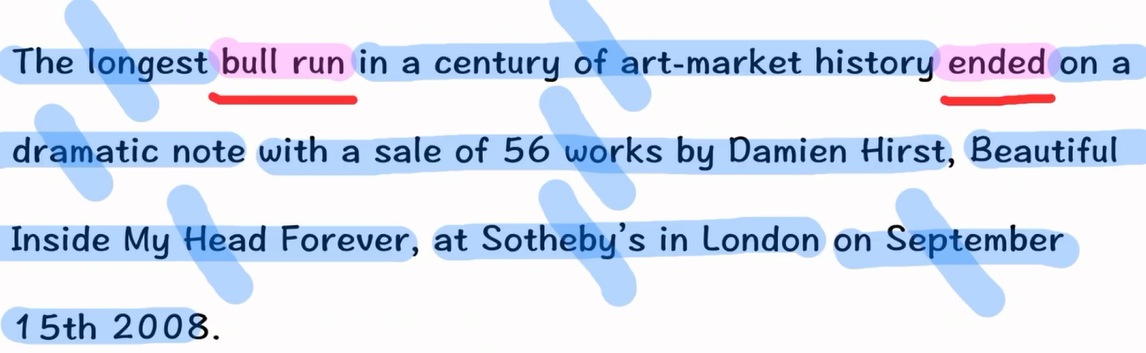 The longest bull run in a century of art-market history ended on a
dramatic note with a sale of 56 works by Damien Hirst, Beautiful
Inside My Head Forever, at Sotheby's in London on September
15th 2008.